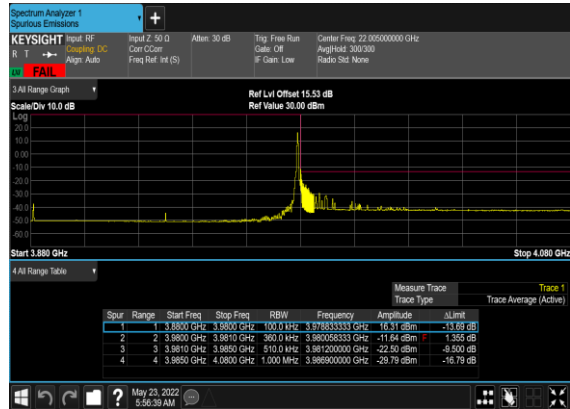 Spectrum Analyzer 1
Spurious Emissions
KEYSIGHT Input: RF Input Z: 50 Ω Atten: 30 dB Trig: Free Run Center Freq: 22.005000000 GHz
R T Coupling: DC Corr CCorr Gate: Off Avg|Hold: 300/300
Align: Auto Freq Ref: Int (S) IF Gain: Low Radio Std: None
FAIL
3 All Range Graph
Ref Lvl Offset 15.53 dB
Scale/Div 10.0 dB Ref Value 30.00 dBm
Log
20.0
10.0
0.00
-10.0
-20.0
-30.0
-40.0
-50.0
-60.0
Start 3.880 GHz Stop 4.080 GHz
4 All Range Table
Measure Trace Trace 1
Trace Type Trace Average (Active)
Spur Range Start Freq Stop Freq RBW Frequency Amplitude ΔLimit
1 1 3.8800 GHz 3.9800 GHz 100.0 kHz 3.978833333 GHz 16.31 dBm -13.69 dB
2 2 3.9800 GHz 3.9810 GHz 360.0 kHz 3.980058333 GHz -11.64 dBm F 1.355 dB
3 3 3.9810 GHz 3.9850 GHz 510.0 kHz 3.981200000 GHz -22.50 dBm -9.500 dB
4 4 3.9850 GHz 4.0800 GHz 1.000 MHz 3.986900000 GHz -29.79 dBm -16.79 dB
? May 23, 2022
5:56:39 AM